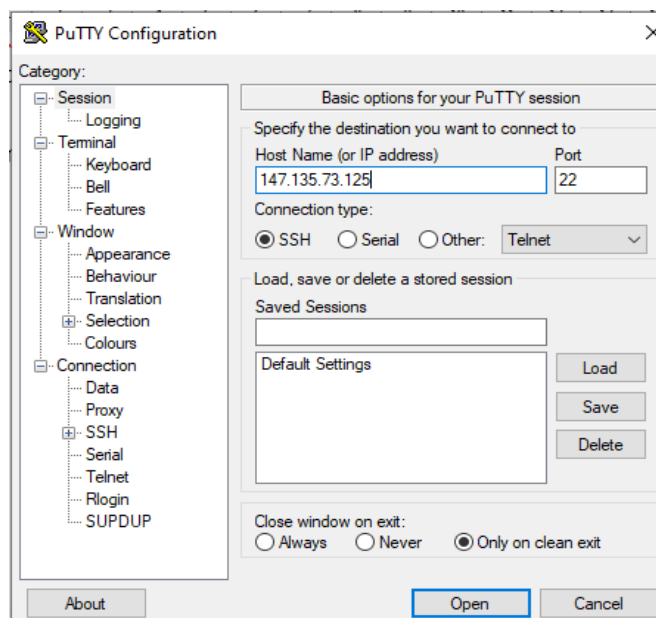 PuTTY Configuration
Category:
Session
Logging
Terminal
Keyboard
Bell
Features
Window
Appearance
Behaviour
Translation
Selection
Colours
Connection
Data
Proxy
SSH
Serial
Telnet
Rlogin
SUPDUP
Basic options for your PuTTY session
Specify the destination you want to connect to
Host Name (or IP address) Port
147.135.73.125 22
Connection type:
SSH Serial Other: Telnet
Load, save or delete a stored session
Saved Sessions
Default Settings
Load
Save
Delete
Close window on exit:
Always Never Only on clean exit
About Open Cancel